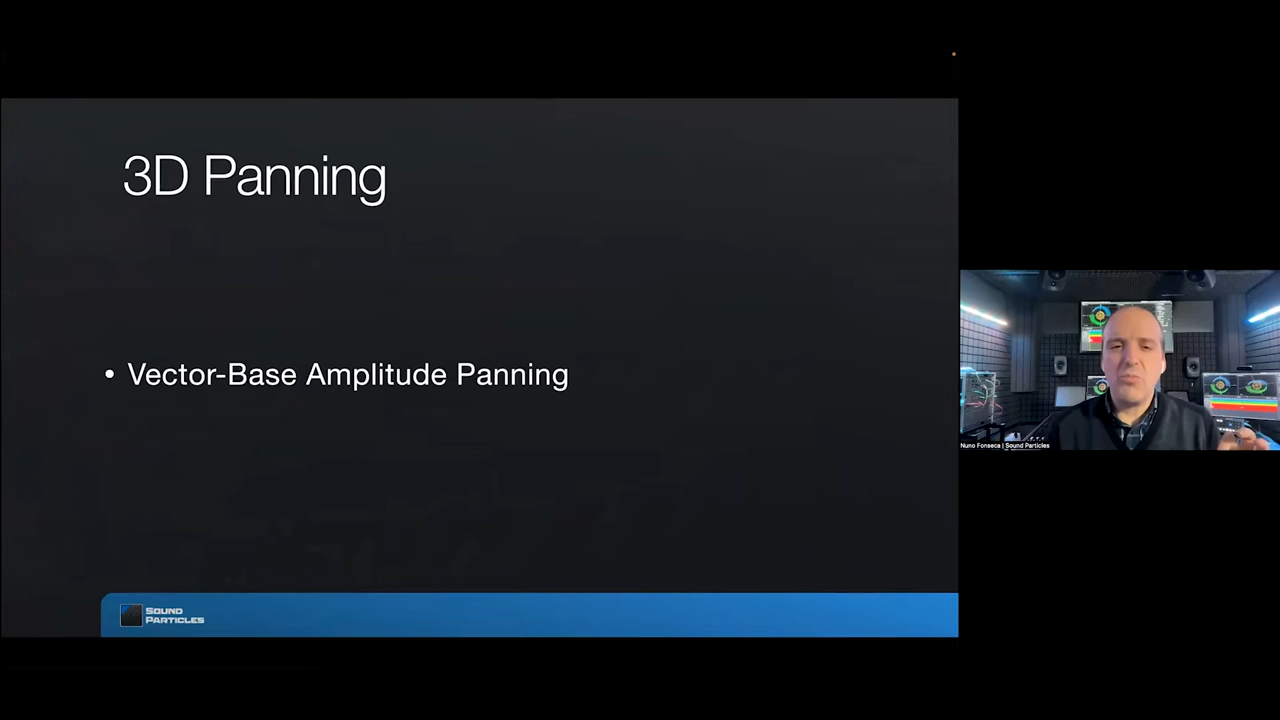 3D Panning
• Vector-Base Amplitude Panning
SOUND
PARTICLES
Nuno Fonseca | Sound Particles